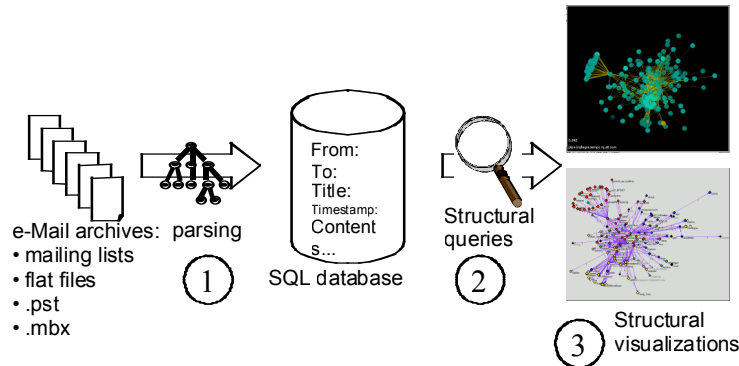 e-Mail archives:
• mailing lists
• flat files
• .pst
• .mbx
parsing
1
From:
To:
Title:
Timestamp:
Content
s...
SQL database
Structural
queries
2
3
Structural
visualizations